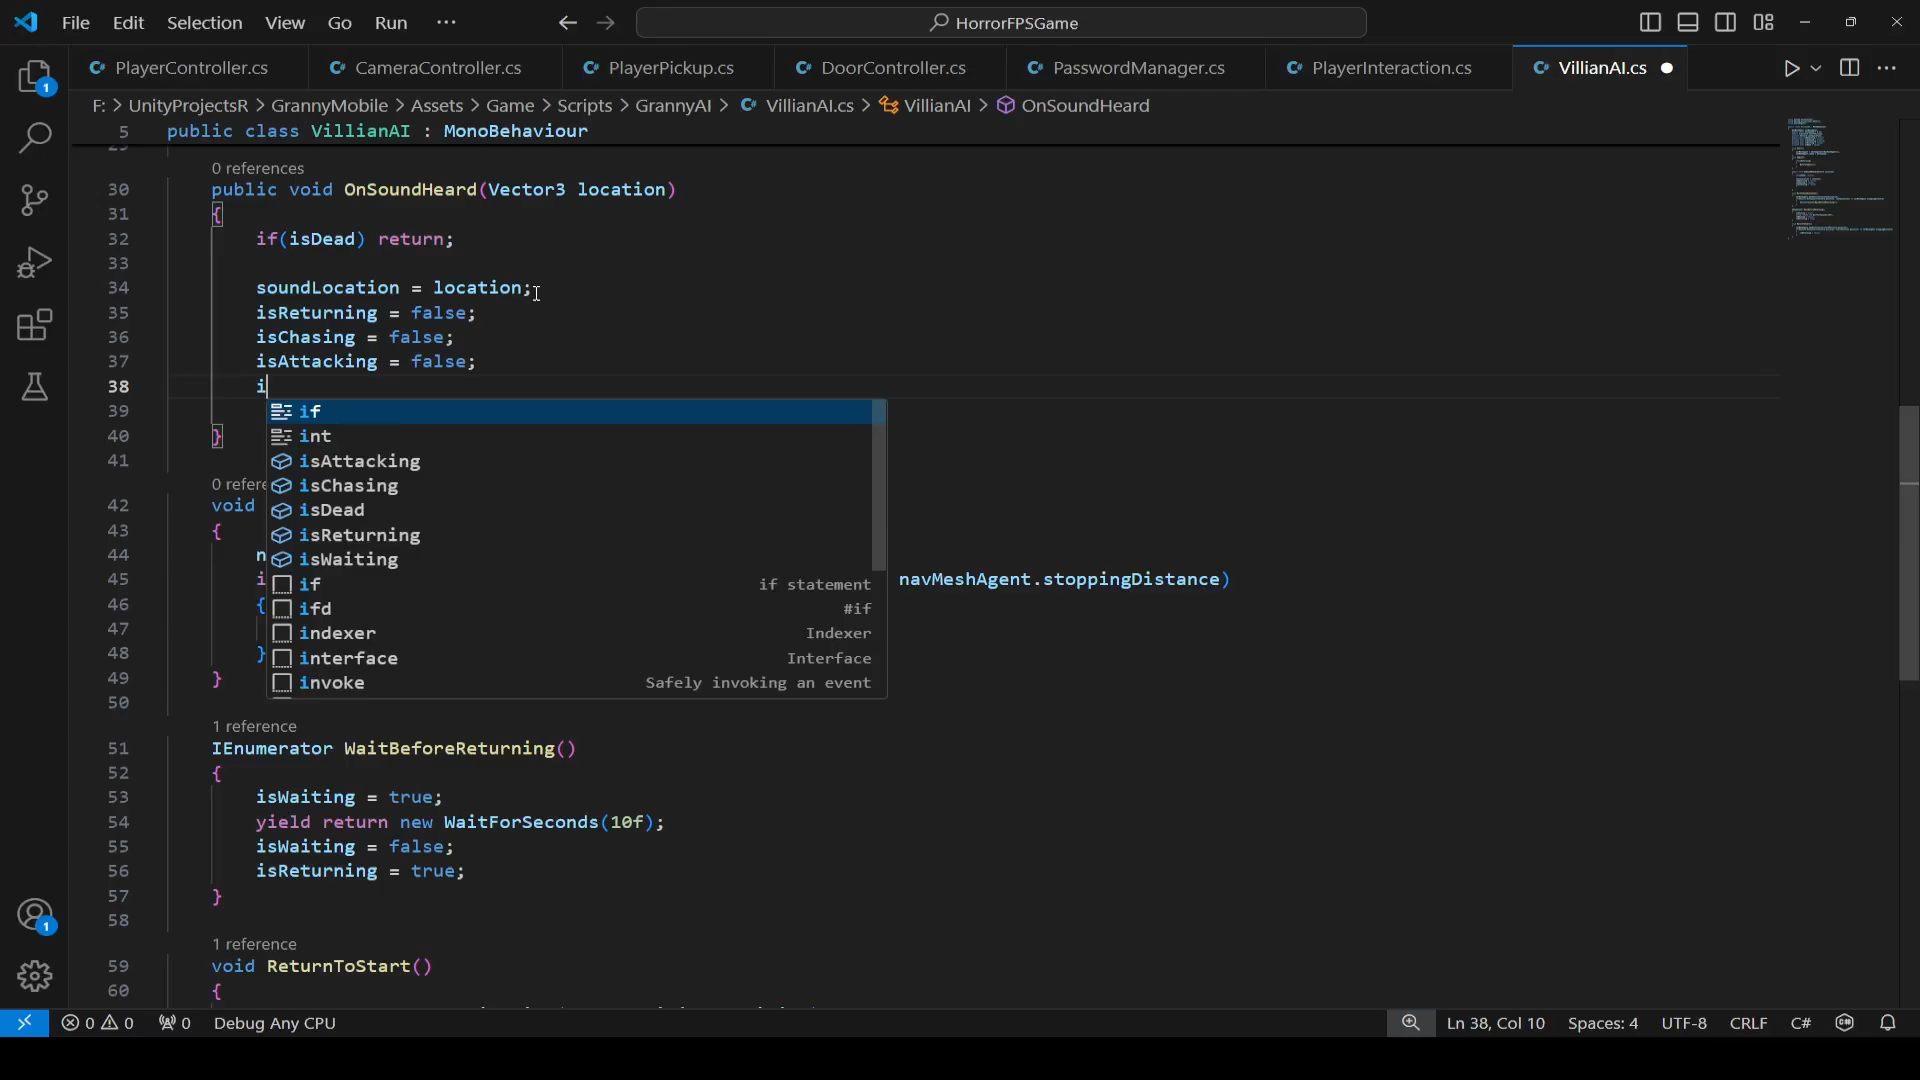 File Edit Selection View Go Run ··· HorrorFPSGame
PlayerController.cs CameraController.cs PlayerPickup.cs DoorController.cs PasswordManager.cs PlayerInteraction.cs VillianAI.cs
F: > UnityProjectsR > GrannyMobile > Assets > Game > Scripts > GrannyAI > VillianAI.cs > VillianAI > OnSoundHeard
5 public class VillianAI : MonoBehaviour
29
0 references
30 public void OnSoundHeard(Vector3 location)
31 {
32 if(isDead) return;
33
34 soundLocation = location;
35 isReturning = false;
36 isChasing = false;
37 isAttacking = false;
38 i
39 if
40 } int
41 isAttacking
0 refere isChasing
42 void isDead
43 { isReturning
44 n isWaiting
45 i navMeshAgent.stoppingDistance)
if if statement
46 { ifd #if
47 indexer Indexer
48 } interface Interface
49 } invoke Safely invoking an event
50
1 reference
51 IEnumerator WaitBeforeReturning()
52 {
53 isWaiting = true;
54 yield return new WaitForSeconds(10f);
55 isWaiting = false;
56 isReturning = true;
57 }
58
1 reference
59 void ReturnToStart()
60 {
0 0 0 Debug Any CPU Ln 38, Col 10 Spaces: 4 UTF-8 CRLF C#
1
1